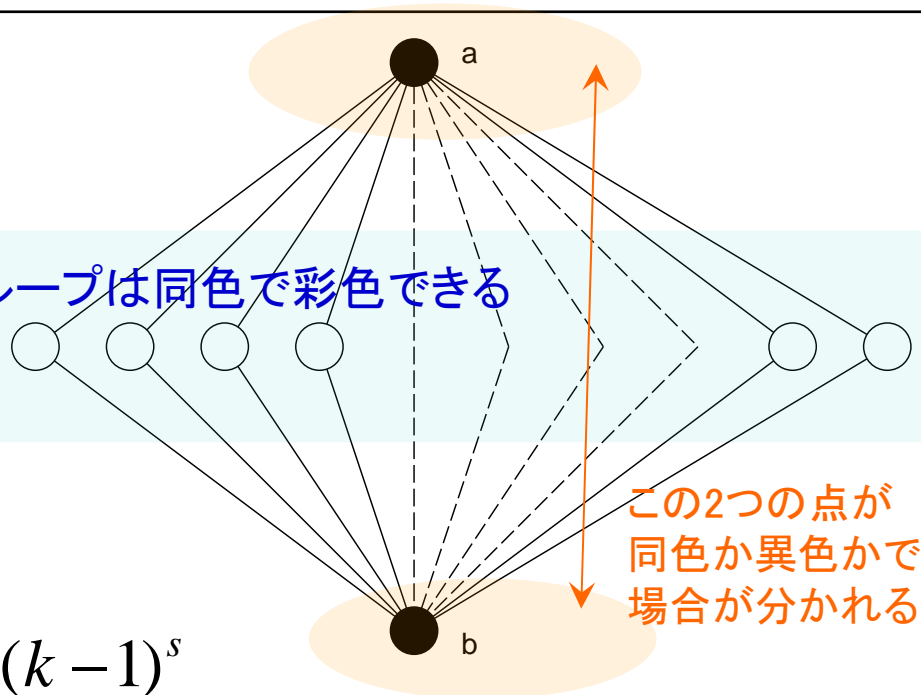 a
ループは同色で彩色できる
この2つの点が
同色か異色かで
場合が分かれる
b
(k − 1)^s